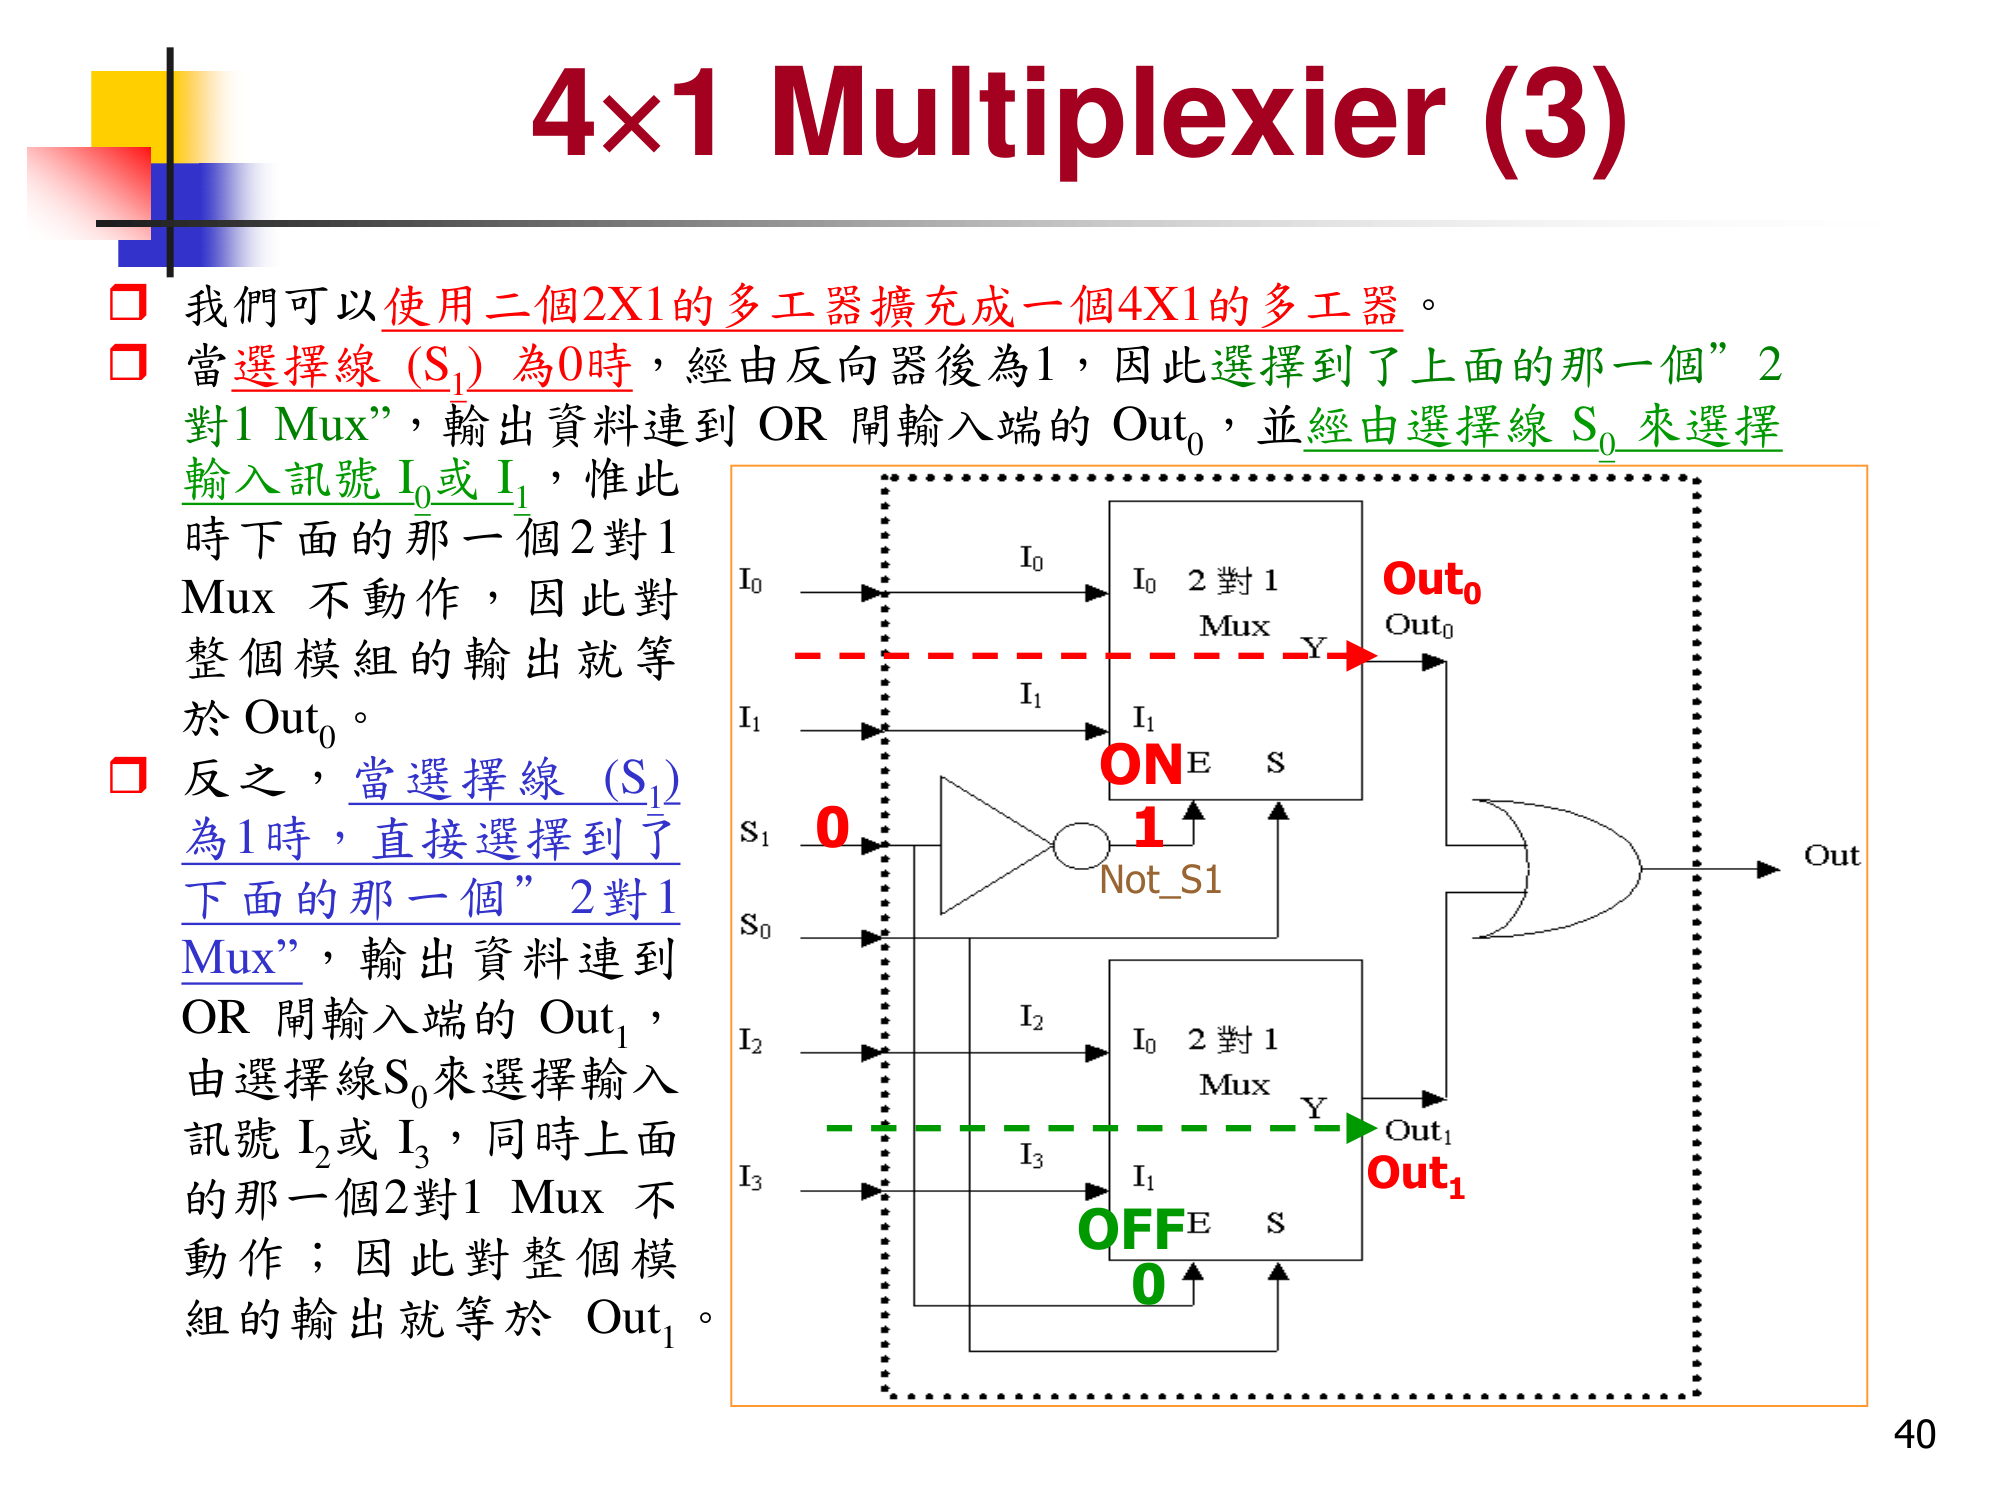 4×1 Multiplexier (3)
我們可以使用二個2X1的多工器擴充成一個4X1的多工器。
當選擇線 (S1) 為0時，經由反向器後為1，因此選擇到了上面的那一個”2
對1 Mux”，輸出資料連到 OR 閘輸入端的 Out0，並經由選擇線 S0 來選擇
輸入訊號 I0或 I1，惟此
時下面的那一個2對1
Mux 不動作，因此對
整個模組的輸出就等
於 Out0。
反之，當選擇線 (S1)
為1時，直接選擇到了
下面的那一個”2對1
Mux”，輸出資料連到
OR 閘輸入端的 Out1，
由選擇線S0來選擇輸入
訊號 I2或 I3，同時上面
的那一個2對1 Mux 不
動作；因此對整個模
組的輸出就等於 Out1。
I0 I0 I0 2 對 1 Out0
Mux Out0
Y
I1 I1 I1
ON E S
S1 0 1
Not_S1
Out
S0
I2 I2 I0 2 對 1
Mux
Y Out1
I3 I3 I1 Out1
OFF E S
0
40